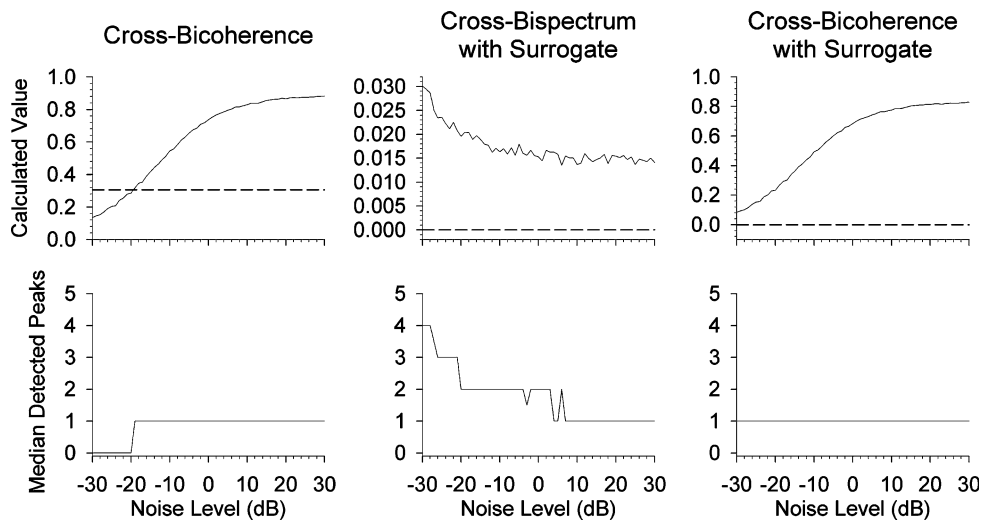 Cross-Bicoherence
Cross-Bispectrum
with Surrogate
Cross-Bicoherence
with Surrogate
Calculated Value
1.0
0.8
0.6
0.4
0.2
0.0
0.030
0.025
0.020
0.015
0.010
0.005
0.000
1.0
0.8
0.6
0.4
0.2
0.0
Median Detected Peaks
5
4
3
2
1
0
5
4
3
2
1
0
5
4
3
2
1
0
-30 -20 -10 0 10 20 30
-30 -20 -10 0 10 20 30
-30 -20 -10 0 10 20 30
Noise Level (dB)
Noise Level (dB)
Noise Level (dB)